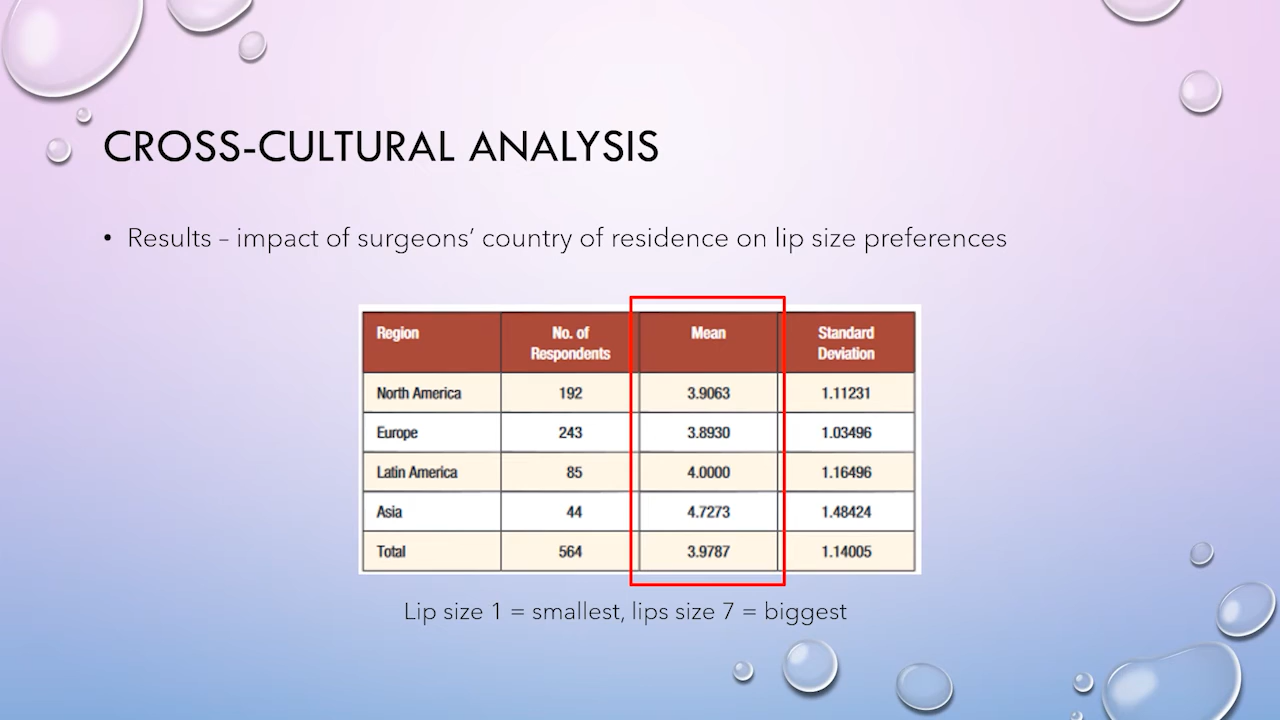 CROSS-CULTURAL ANALYSIS
• Results – impact of surgeons’ country of residence on lip size preferences
Region No. of Respondents Mean Standard Deviation
North America 192 3.9063 1.11231
Europe 243 3.8930 1.03496
Latin America 85 4.0000 1.16496
Asia 44 4.7273 1.48424
Total 564 3.9787 1.14005
Lip size 1 = smallest, lips size 7 = biggest